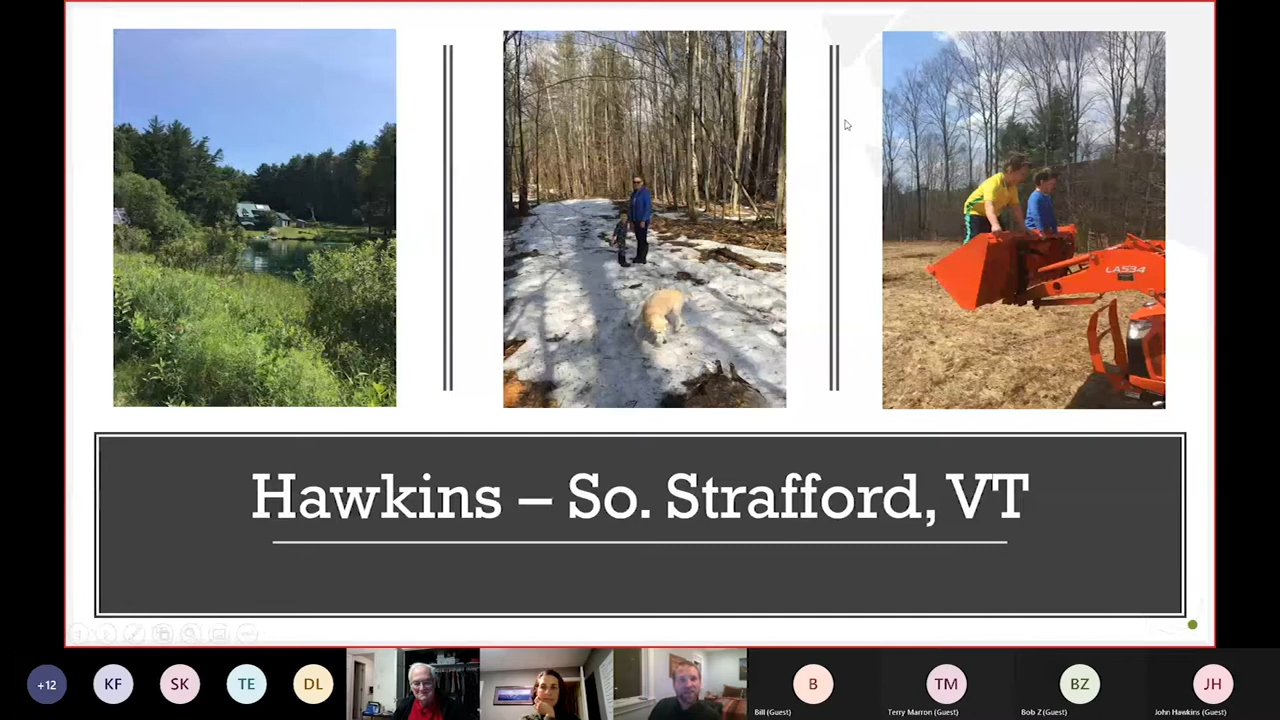 LA534
Hawkins – So. Strafford, VT
+12
KF
SK
TE
DL
B
TM
BZ
JH
Bill (Guest)
Terry Marron (Guest)
Bob Z (Guest)
John Hawkins (Guest)